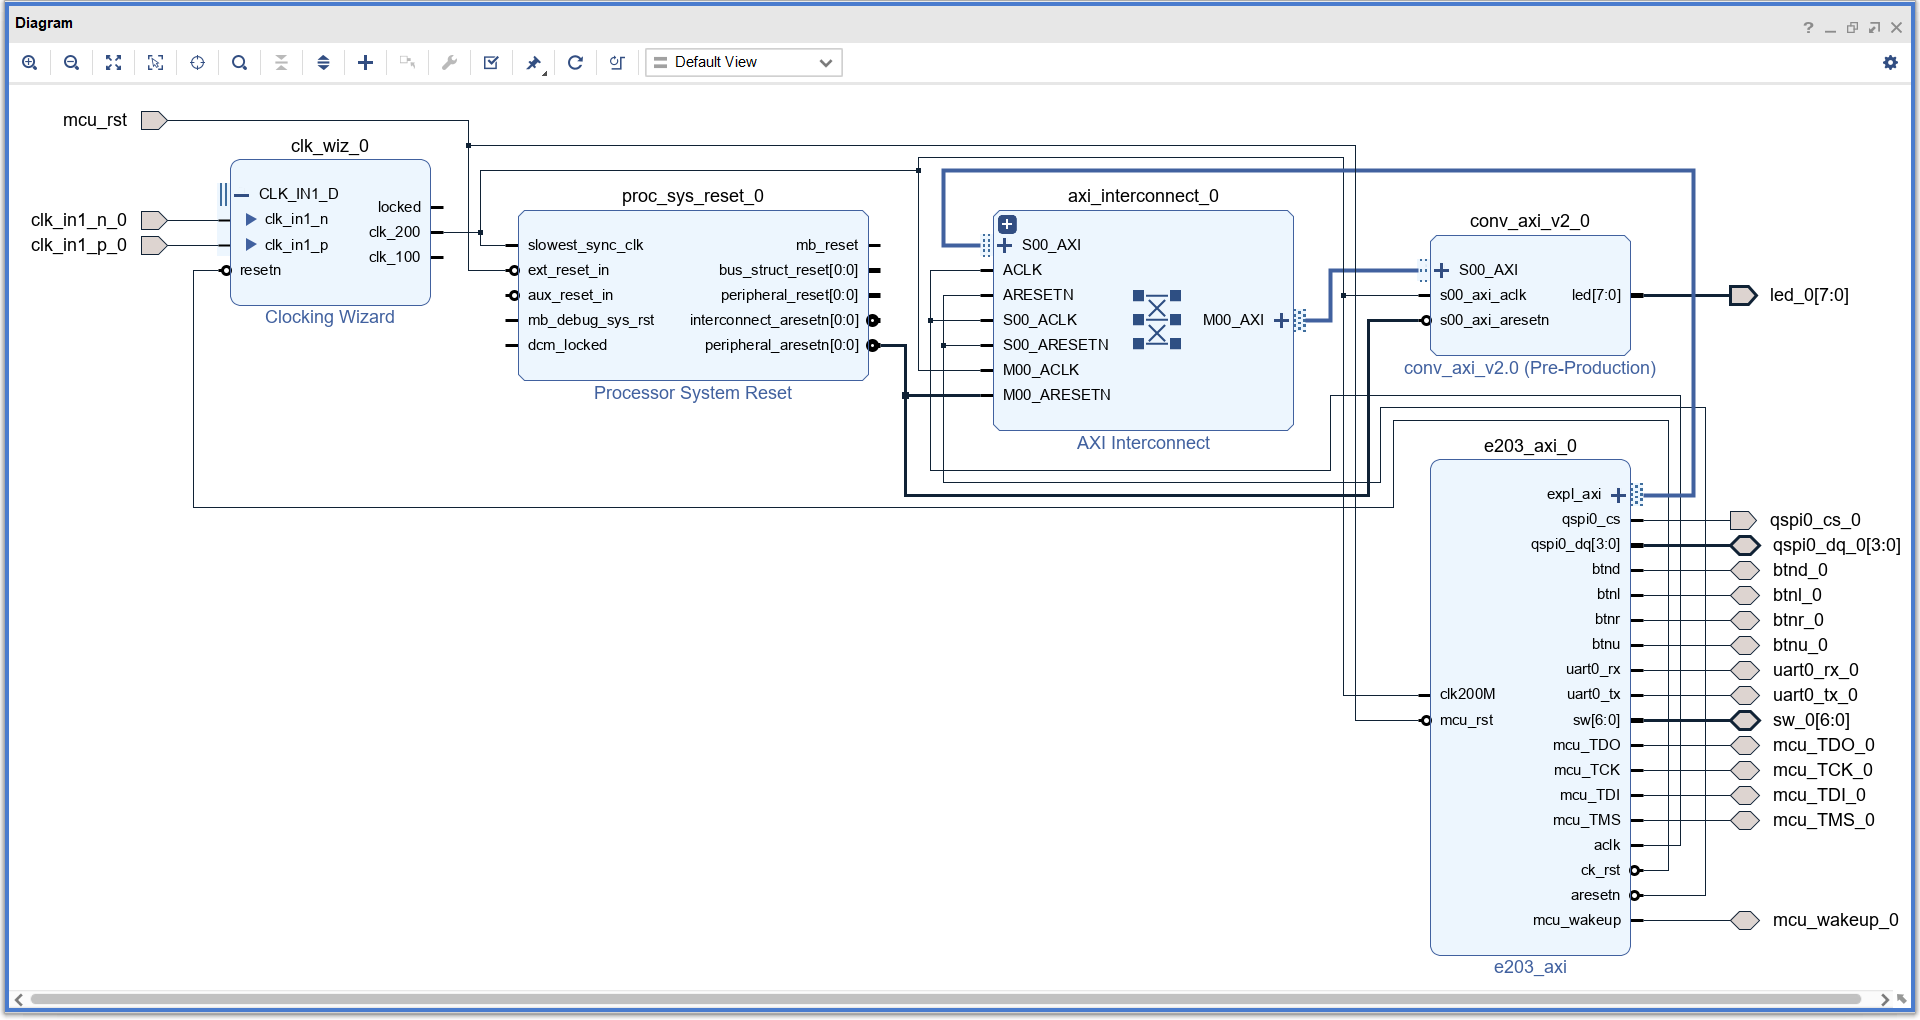 Diagram
Default View
mcu_rst
clk_in1_n_0
clk_in1_p_0
clk_wiz_0
CLK_IN1_D
clk_in1_n
clk_in1_p
resetn
locked
clk_200
clk_100
Clocking Wizard
proc_sys_reset_0
slowest_sync_clk
ext_reset_in
aux_reset_in
mb_debug_sys_rst
dcm_locked
mb_reset
bus_struct_reset[0:0]
peripheral_reset[0:0]
interconnect_aresetn[0:0]
peripheral_aresetn[0:0]
Processor System Reset
axi_interconnect_0
S00_AXI
ACLK
ARESETN
S00_ACLK
S00_ARESETN
M00_ACLK
M00_ARESETN
M00_AXI
AXI Interconnect
conv_axi_v2_0
S00_AXI
s00_axi_aclk
s00_axi_aresetn
led[7:0]
conv_axi_v2.0 (Pre-Production)
led_0[7:0]
e203_axi_0
clk200M
mcu_rst
expl_axi
qspi0_cs
qspi0_dq[3:0]
btnd
btnl
btnr
btnu
uart0_rx
uart0_tx
sw[6:0]
mcu_TDO
mcu_TCK
mcu_TDI
mcu_TMS
aclk
ck_rst
aresetn
mcu_wakeup
e203_axi
qspi0_cs_0
qspi0_dq_0[3:0]
btnd_0
btnl_0
btnr_0
btnu_0
uart0_rx_0
uart0_tx_0
sw_0[6:0]
mcu_TDO_0
mcu_TCK_0
mcu_TDI_0
mcu_TMS_0
mcu_wakeup_0